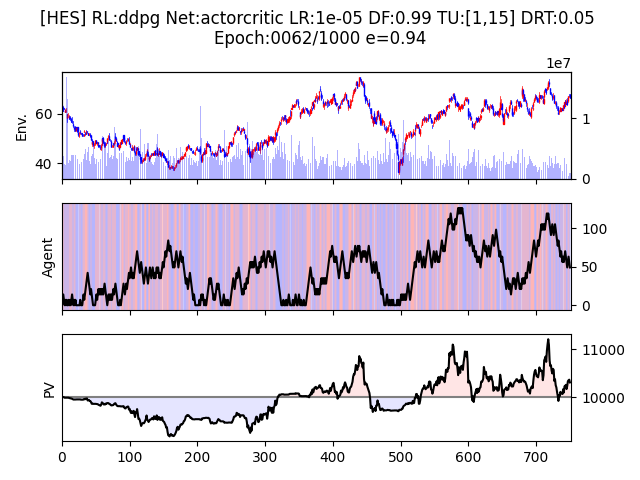 [HES] RL:ddpg Net:actorcritic LR:1e-05 DF:0.99 TU:[1,15] DRT:0.05
Epoch:0062/1000 e=0.94
1e7
Env.
60
40
1
0
Agent
100
50
0
PV
11000
10000
0 100 200 300 400 500 600 700